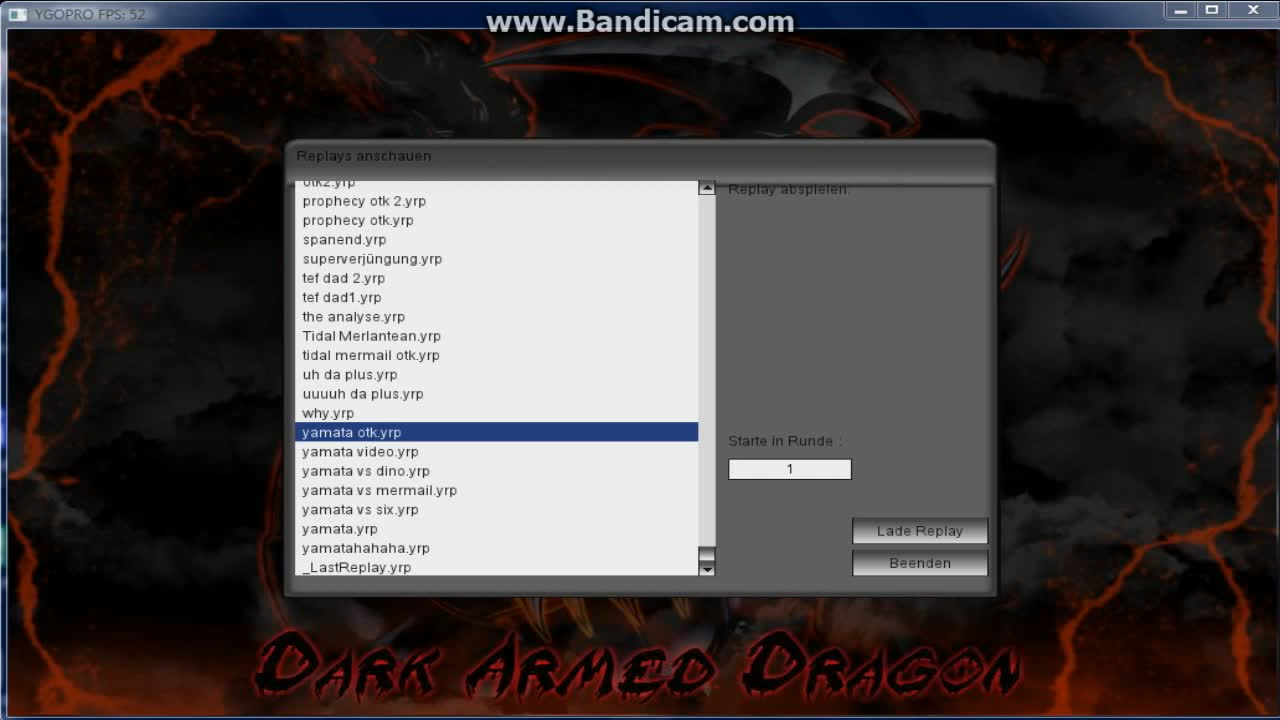 YGOPRO FPS: 52
www.Bandicam.com
Replays anschauen
otk2.yrp
prophecy otk 2.yrp
prophecy otk.yrp
spanend.yrp
superverjüngung.yrp
tef dad 2.yrp
tef dad1.yrp
the analyse.yrp
Tidal Merlantean.yrp
tidal mermail otk.yrp
uh da plus.yrp
uuuuh da plus.yrp
why.yrp
yamata otk.yrp
yamata video.yrp
yamata vs dino.yrp
yamata vs mermail.yrp
yamata vs six.yrp
yamata.yrp
yamatahahaha.yrp
_LastReplay.yrp
Replay abspielen:
Starte in Runde :
1
Lade Replay
Beenden
Dark Armed Dragon